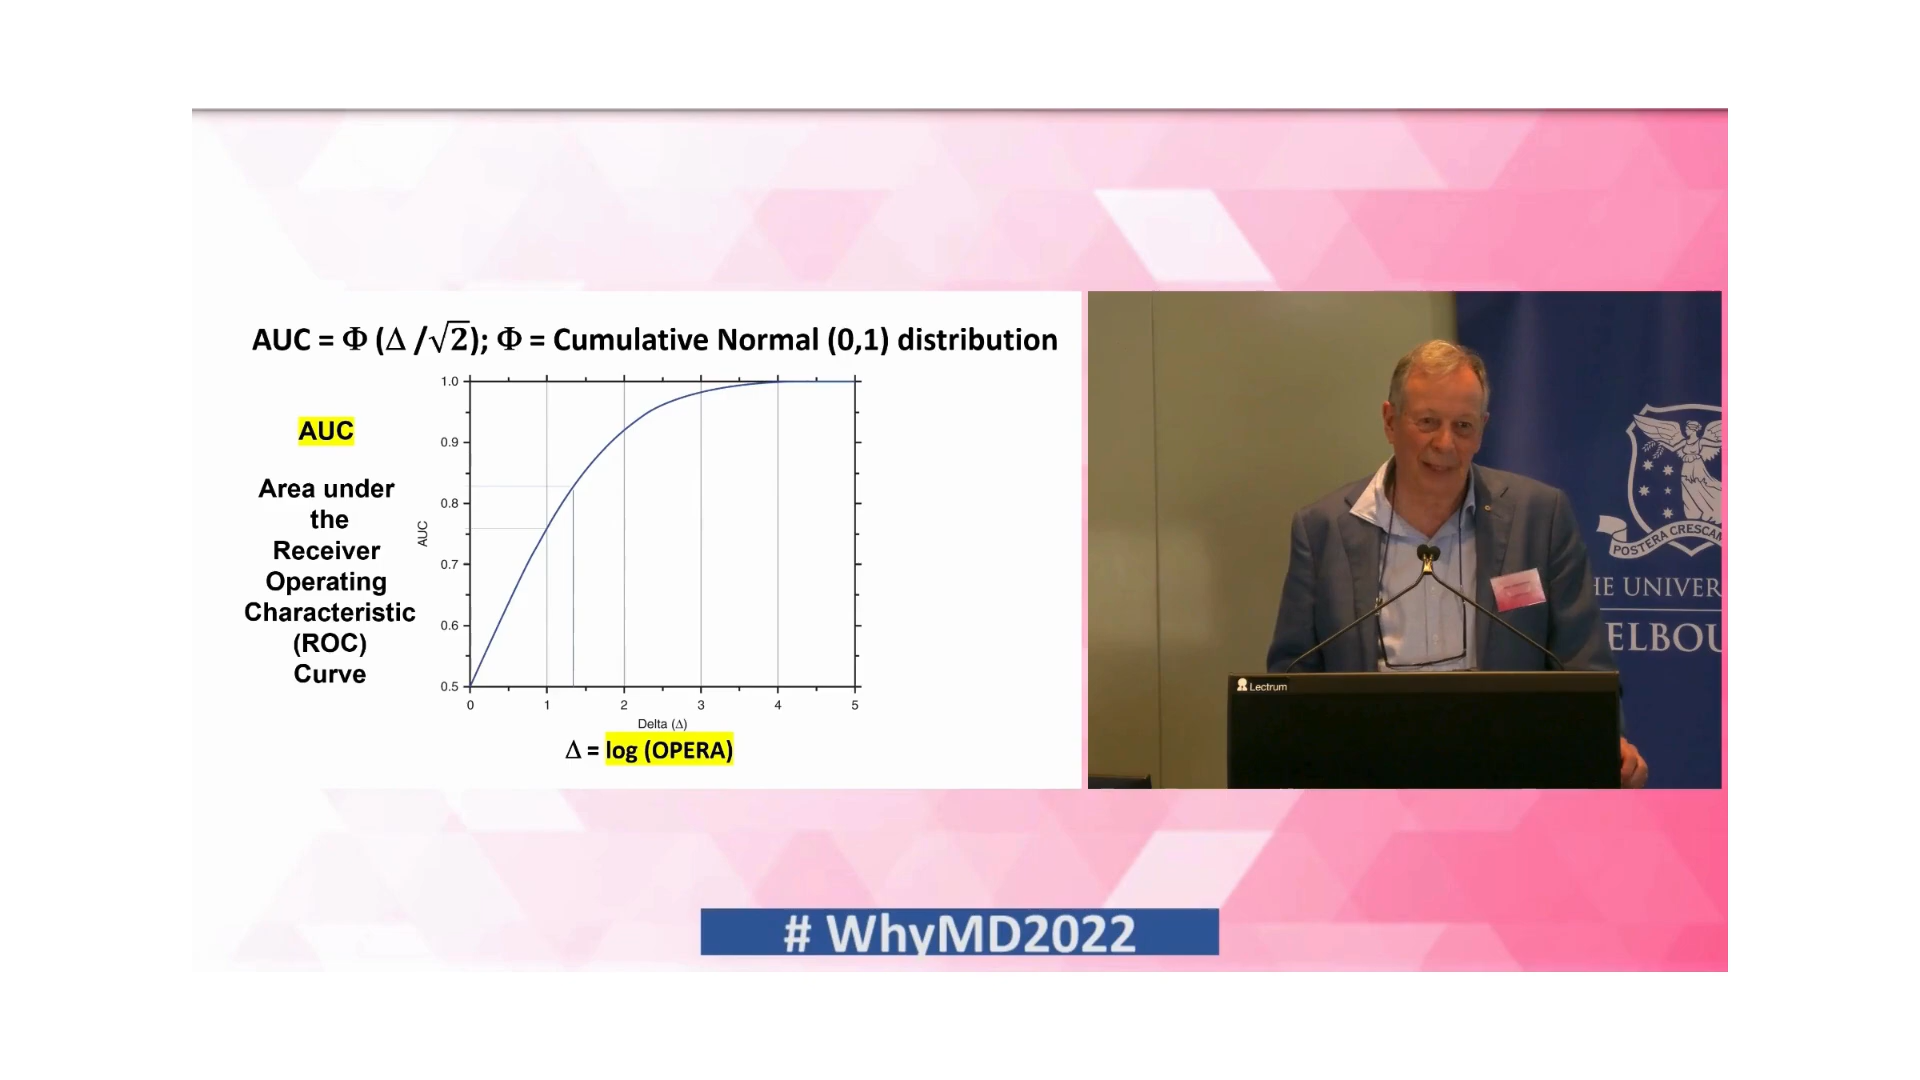 AUC = Φ (Δ /√2); Φ = Cumulative Normal (0,1) distribution
AUC
Area under
the
Receiver
Operating
Characteristic
(ROC)
Curve
AUC
1.0
0.9
0.8
0.7
0.6
0.5
0 1 2 3 4 5
Delta (Δ)
Δ = log (OPERA)
POSTERA CRESCAM
HE UNIVER
ELBOU
Lectrum
# WhyMD2022